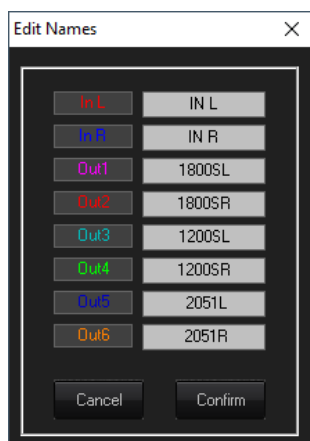 Edit Names
In L IN L
In R IN R
Out1 1800SL
Out2 1800SR
Out3 1200SL
Out4 1200SR
Out5 2051L
Out6 2051R
Cancel Confirm